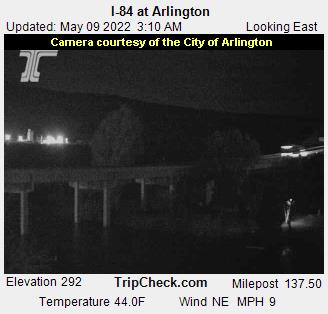 I-84 at Arlington
Updated: May 09 2022 3:10 AM Looking East
Camera courtesy of the City of Arlington
Elevation 292 TripCheck.com Milepost 137.50
Temperature 44.0F Wind NE MPH 9